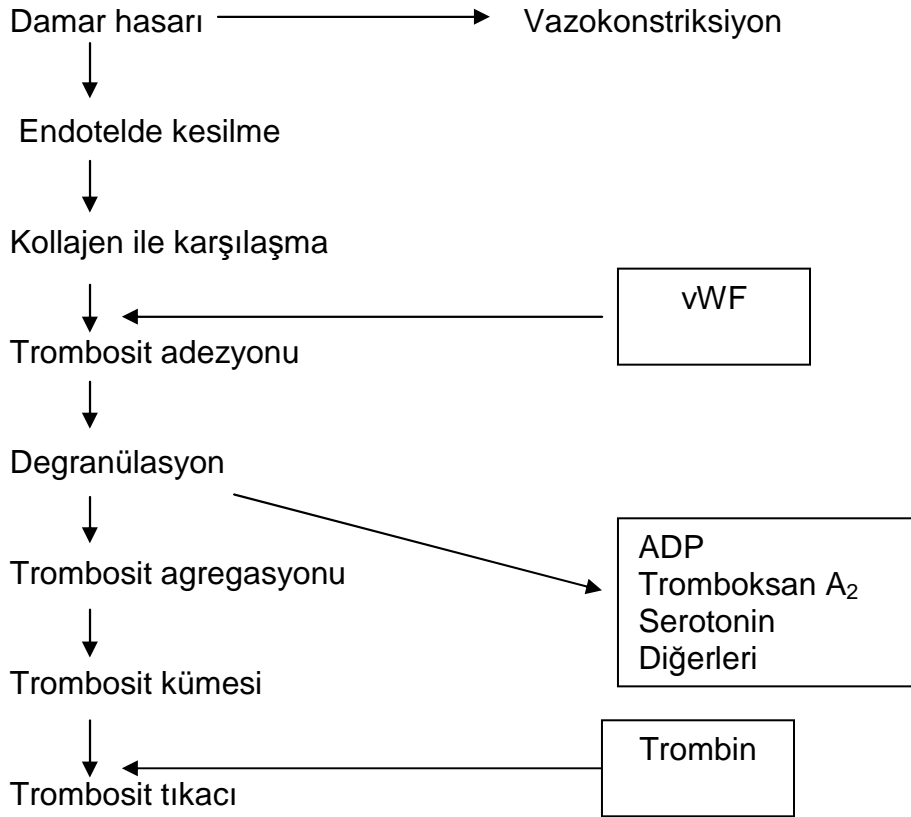 Damar hasarı
Vazokonstriksiyon
Endotelde kesilme
Kollajen ile karşılaşma
vWF
Trombosit adezyonu
Degranülasyon
ADP
Tromboksan A₂
Serotonin
Diğerleri
Trombosit agregasyonu
Trombosit kümesi
Trombin
Trombosit tıkacı